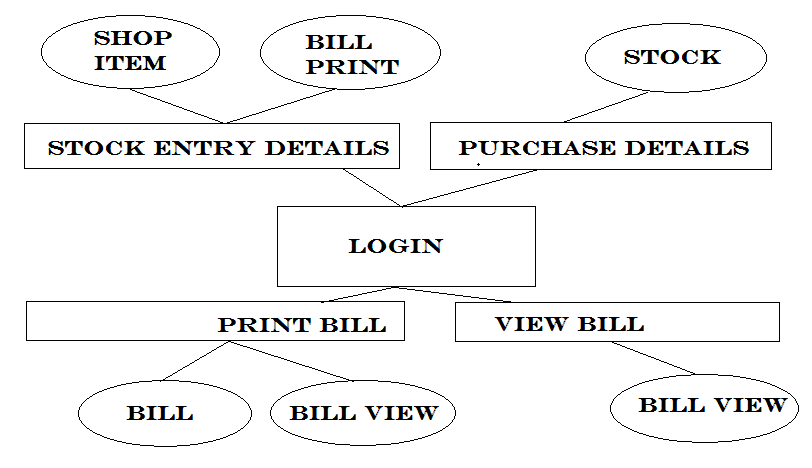 SHOP
ITEM
BILL
PRINT
STOCK
STOCK ENTRY DETAILS
PURCHASE DETAILS
LOGIN
PRINT BILL
VIEW BILL
BILL
BILL VIEW
BILL VIEW